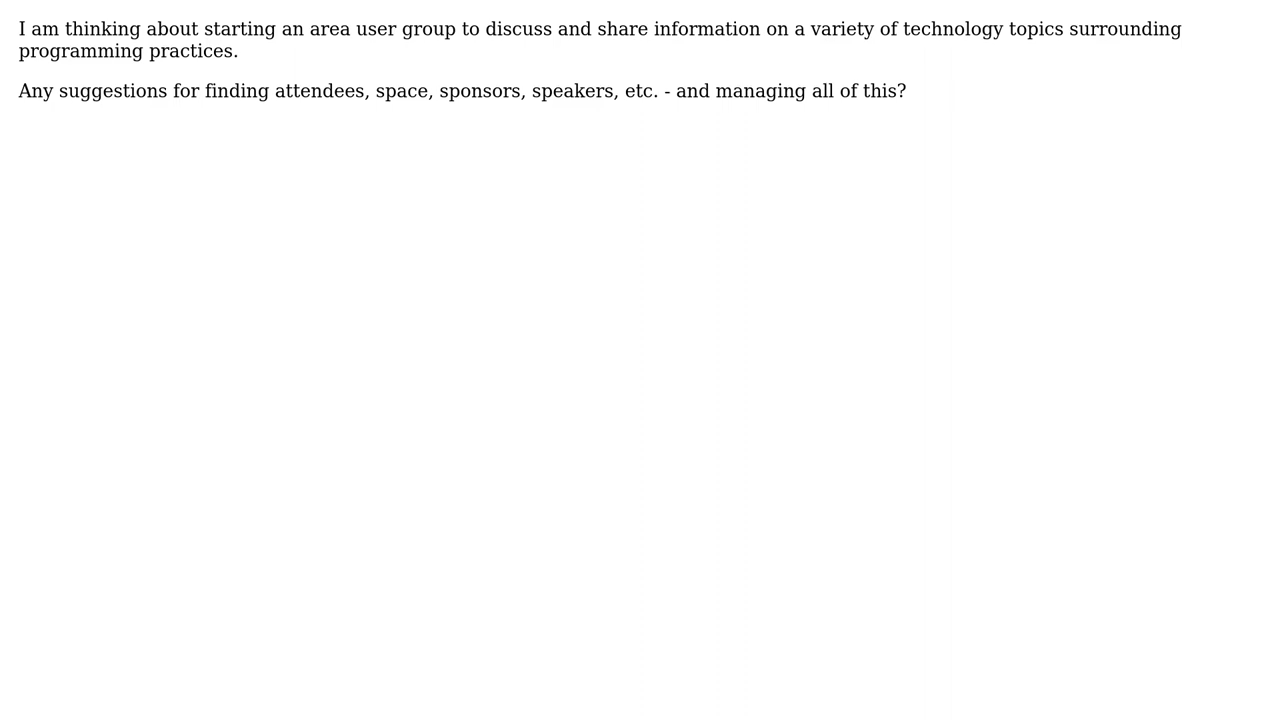 I am thinking about starting an area user group to discuss and share information on a variety of technology topics surrounding
programming practices.
Any suggestions for finding attendees, space, sponsors, speakers, etc. - and managing all of this?